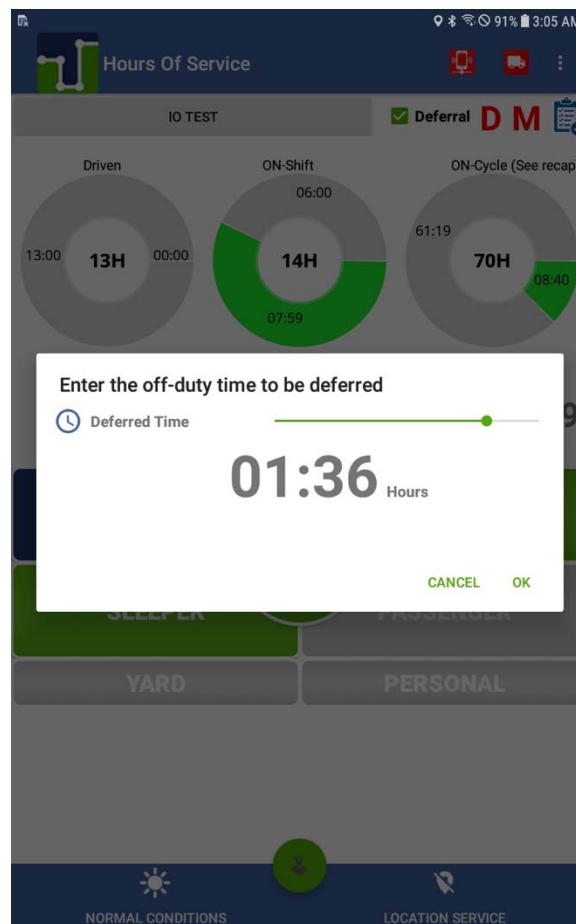 91% 3:05 AM
Hours Of Service
IO TEST
Deferral D M
Driven
ON-Shift
ON-Cycle (See recap
06:00
61:19
13:00 13H 00:00
14H
70H
08:40
07:59
Enter the off-duty time to be deferred
Deferred Time
01:36 Hours
CANCEL OK
SLEEPER
PASSENGER
YARD
PERSONAL
NORMAL CONDITIONS
LOCATION SERVICE